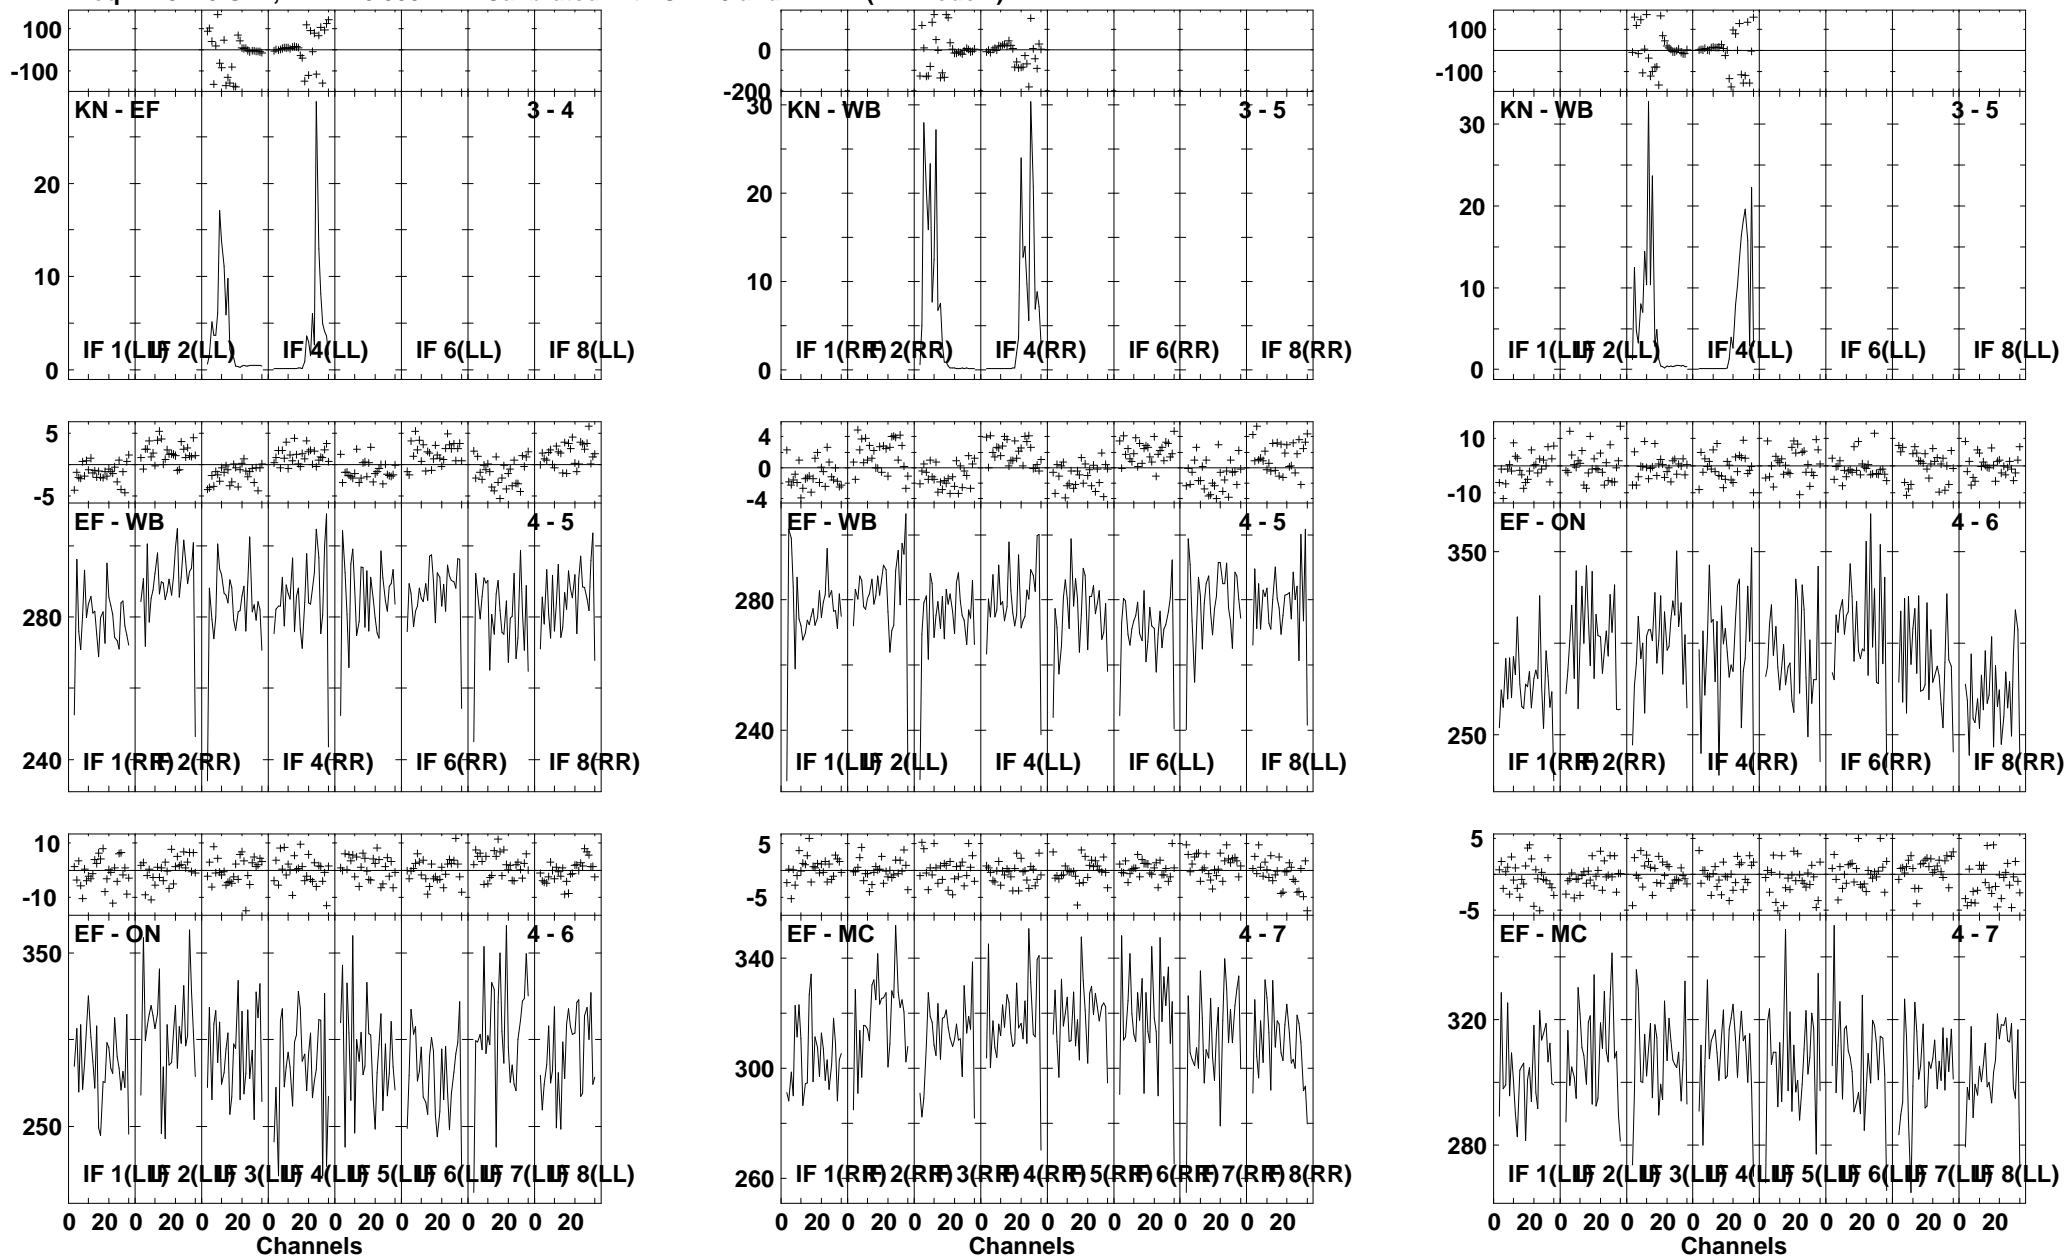 100
-100
KN - EF 3 - 4
20
10
0
IF 1(LL) IF 2(LL) IF 4(LL) IF 6(LL) IF 8(LL)
0
-200
30
KN - WB 3 - 5
20
10
0
IF 1(RR) IF 2(RR) IF 4(RR) IF 6(RR) IF 8(RR)
100
-100
KN - WB 3 - 5
30
20
10
0
IF 1(LL) IF 2(LL) IF 4(LL) IF 6(LL) IF 8(LL)
5
-5
EF - WB 4 - 5
280
240
IF 1(RR) IF 2(RR) IF 4(RR) IF 6(RR) IF 8(RR)
4
0
-4
EF - WB 4 - 5
280
240
IF 1(LL) IF 2(LL) IF 4(LL) IF 6(LL) IF 8(LL)
10
-10
EF - ON 4 - 6
350
250
IF 1(RR) IF 2(RR) IF 4(RR) IF 6(RR) IF 8(RR)
10
-10
EF - ON 4 - 6
350
250
IF 1(LL) IF 2(LL) IF 3(LL) IF 4(LL) IF 5(LL) IF 6(LL) IF 7(LL) IF 8(LL)
0 20 0 20 0 20 0 20 0 20 0 20 0 20 0 20
Channels
5
-5
EF - MC 4 - 7
340
300
260
IF 1(RR) IF 2(RR) IF 3(RR) IF 4(RR) IF 5(RR) IF 6(RR) IF 7(RR) IF 8(RR)
0 20 0 20 0 20 0 20 0 20 0 20 0 20 0 20
Channels
5
-5
EF - MC 4 - 7
320
280
IF 1(LL) IF 2(LL) IF 3(LL) IF 4(LL) IF 5(LL) IF 6(LL) IF 7(LL) IF 8(LL)
0 20 0 20 0 20 0 20 0 20 0 20 0 20 0 20
Channels